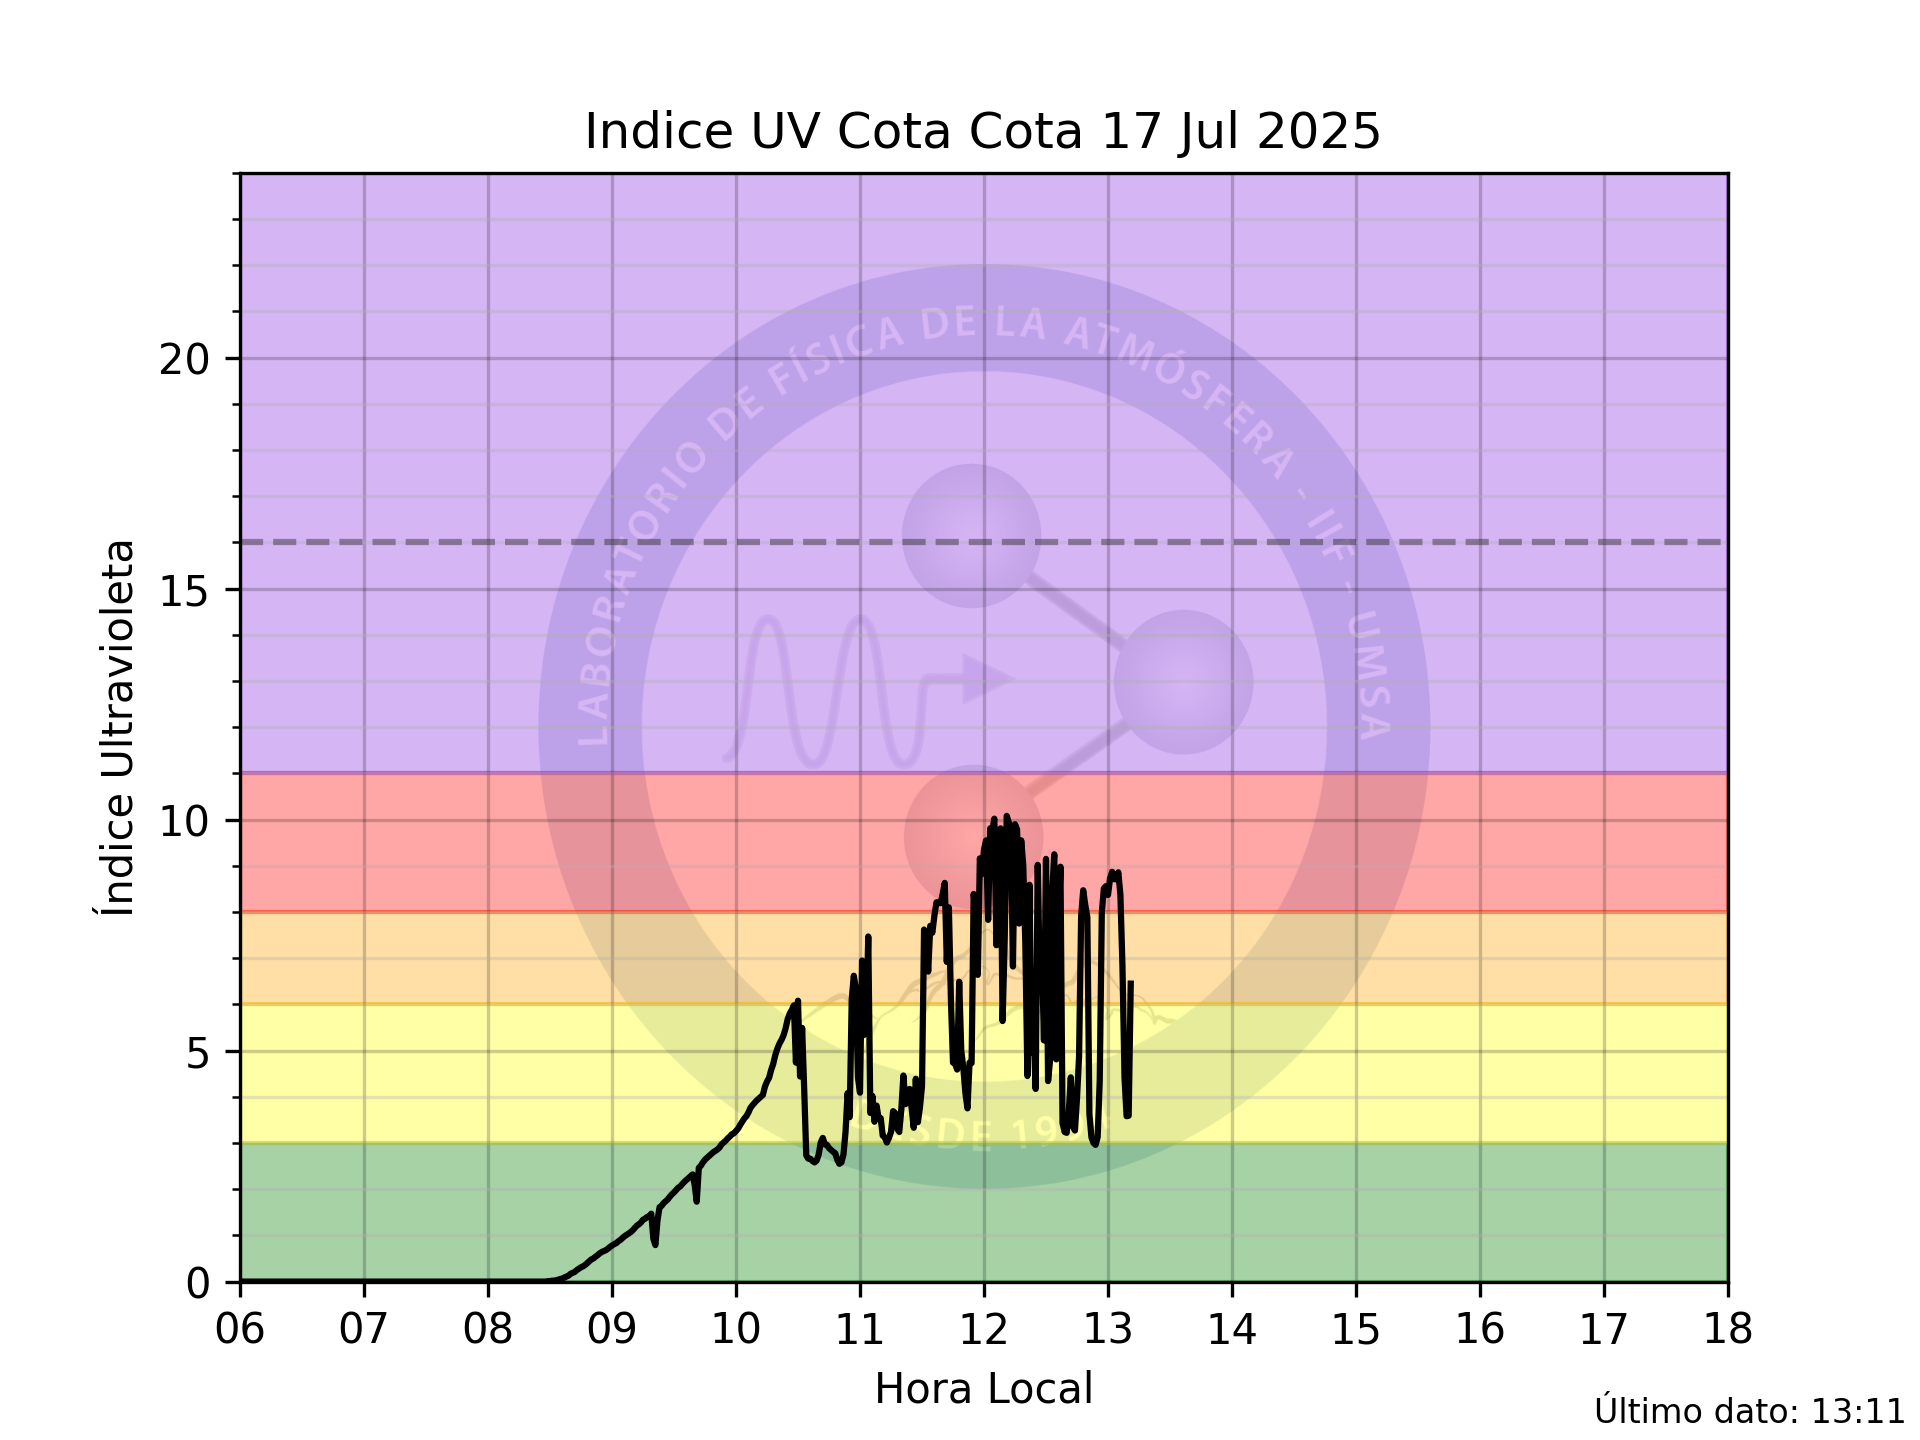 Indice UV Cota Cota 17 Jul 2025
LABORATORIO DE FÍSICA DE LA ATMÓSFERA - IIF - UMSA
Índice Ultravioleta
20
15
10
5
0
06 07 08 09 10 11 12 13 14 15 16 17 18
Hora Local
Último dato: 13:11